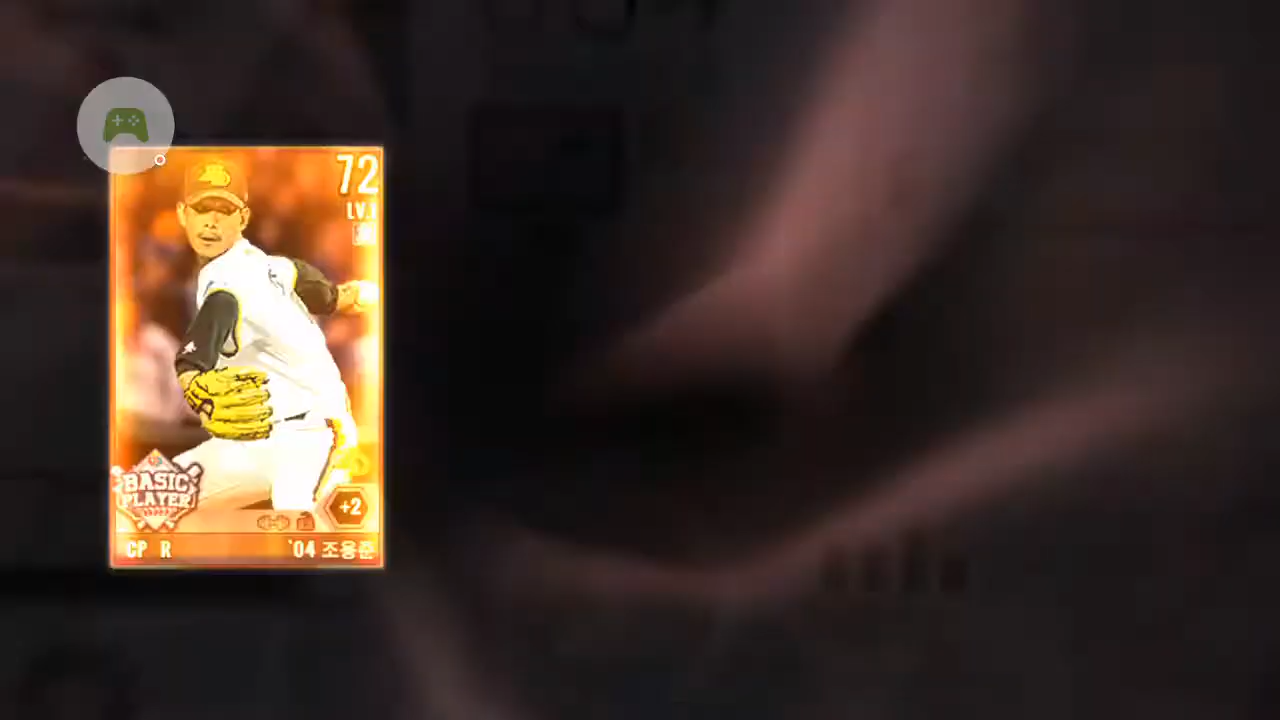 72
LV.1
BASIC
PLAYER
+2
CP R
'04 조용준